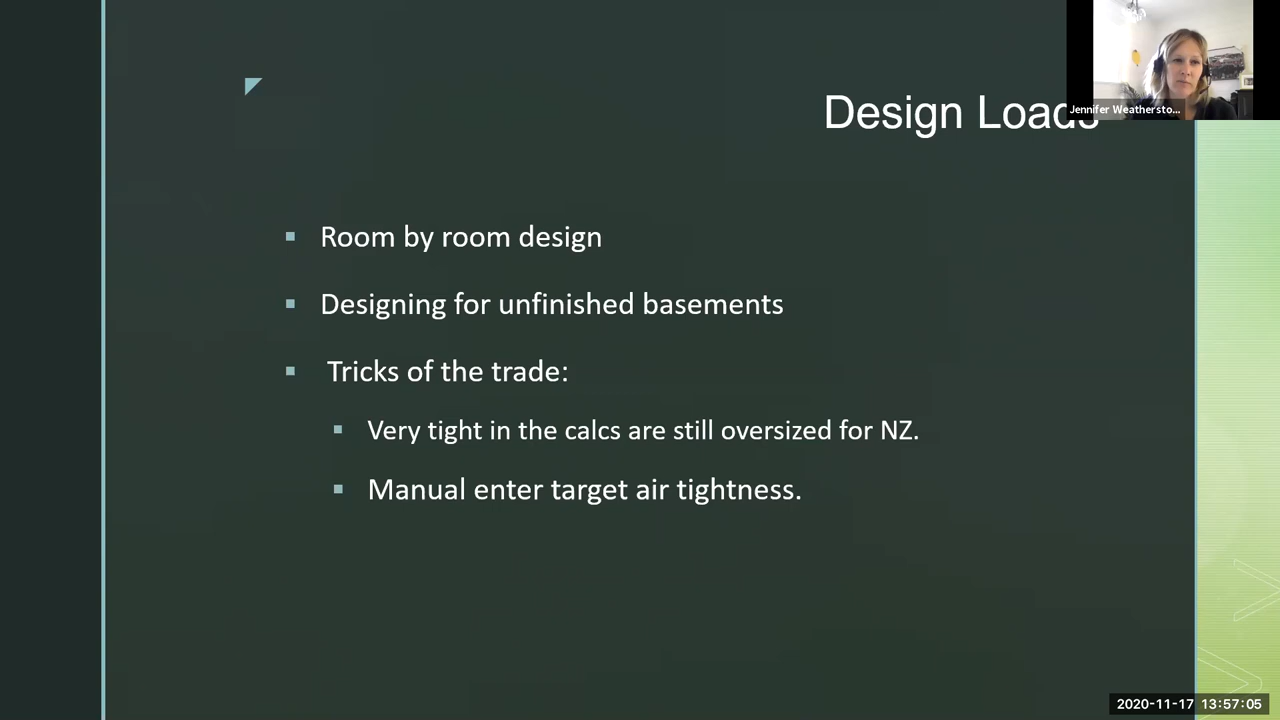 Design Loads
Jennifer Weathersto...
Room by room design
Designing for unfinished basements
Tricks of the trade:
Very tight in the calcs are still oversized for NZ.
Manual enter target air tightness.
2020-11-17 13:57:05